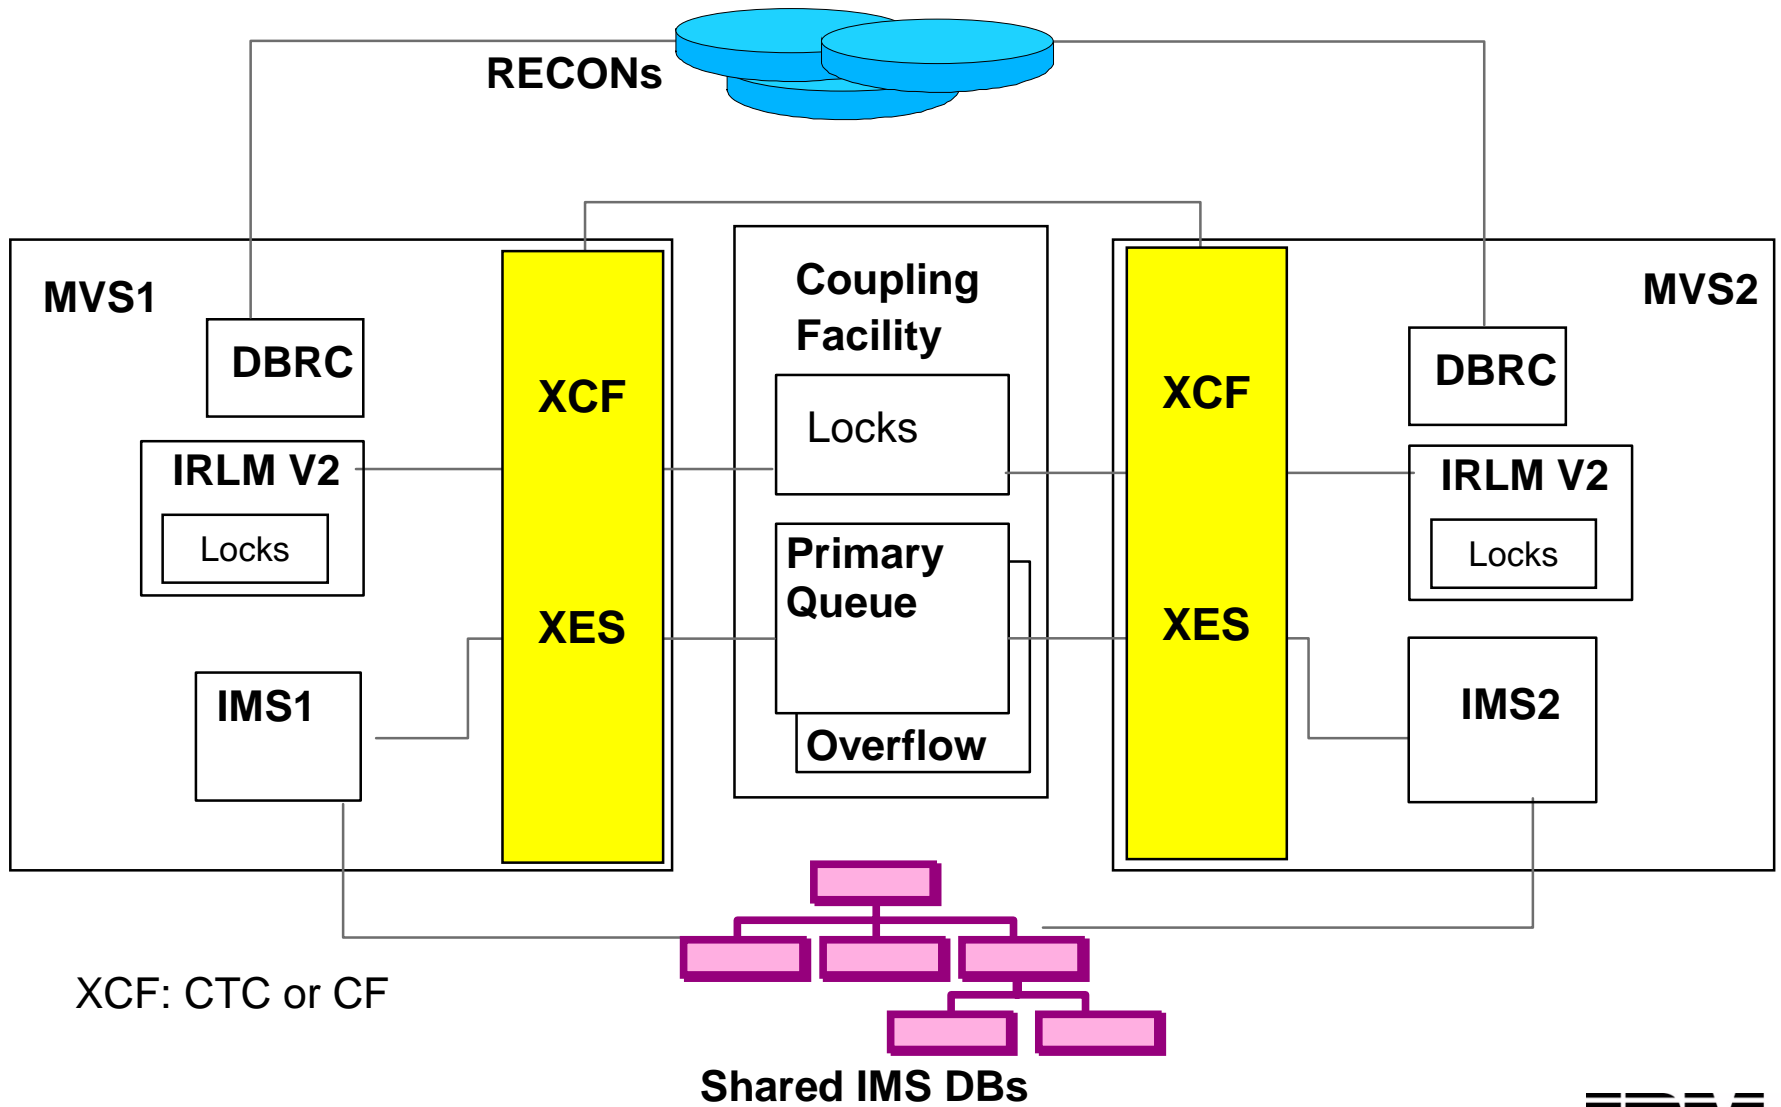 RECONs
MVS1
DBRC
IRLM V2
Locks
IMS1
XCF
XES
Coupling
Facility
Locks
Primary
Queue
Overflow
XCF
XES
MVS2
DBRC
IRLM V2
Locks
IMS2
XCF: CTC or CF
Shared IMS DBs
IBM